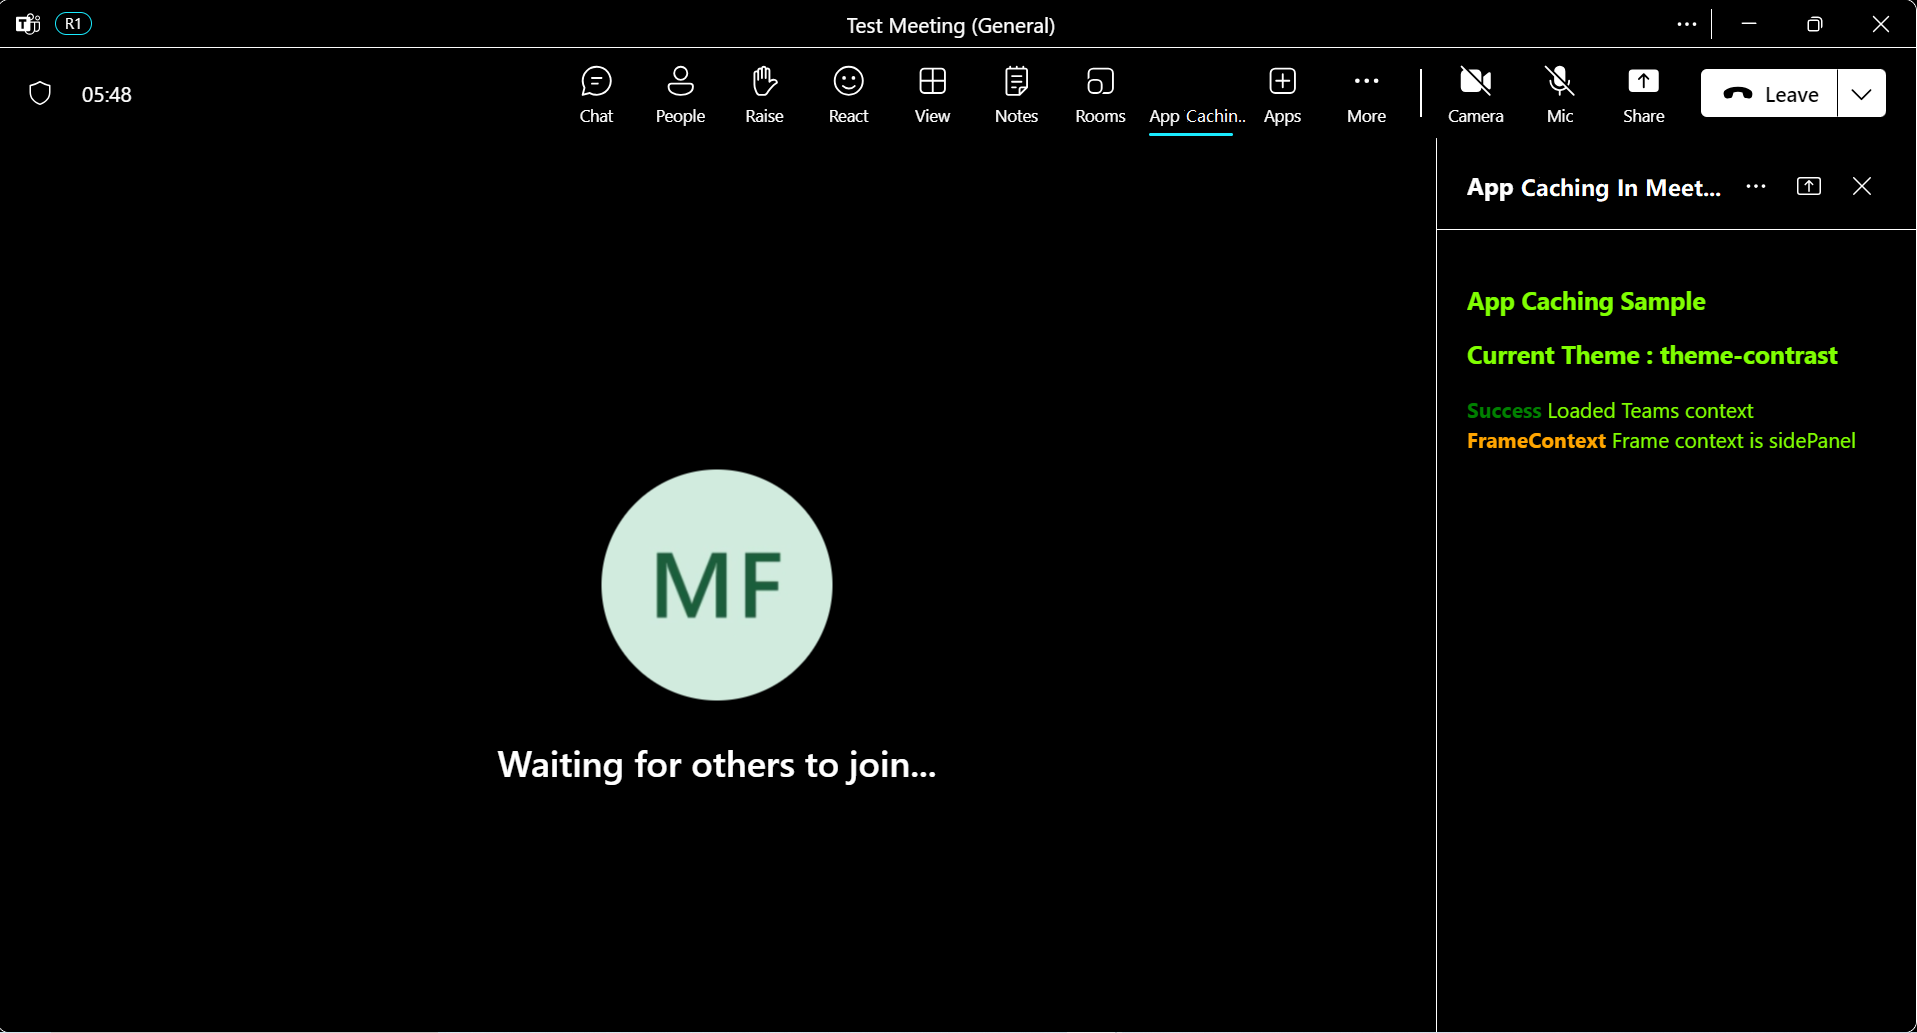 R1
Test Meeting (General)
05:48
Chat
People
Raise
React
View
Notes
Rooms
App Cachin..
Apps
More
Camera
Mic
Share
Leave
App Caching In Meet...
App Caching Sample
Current Theme : theme-contrast
Success Loaded Teams context
FrameContext Frame context is sidePanel
MF
Waiting for others to join...